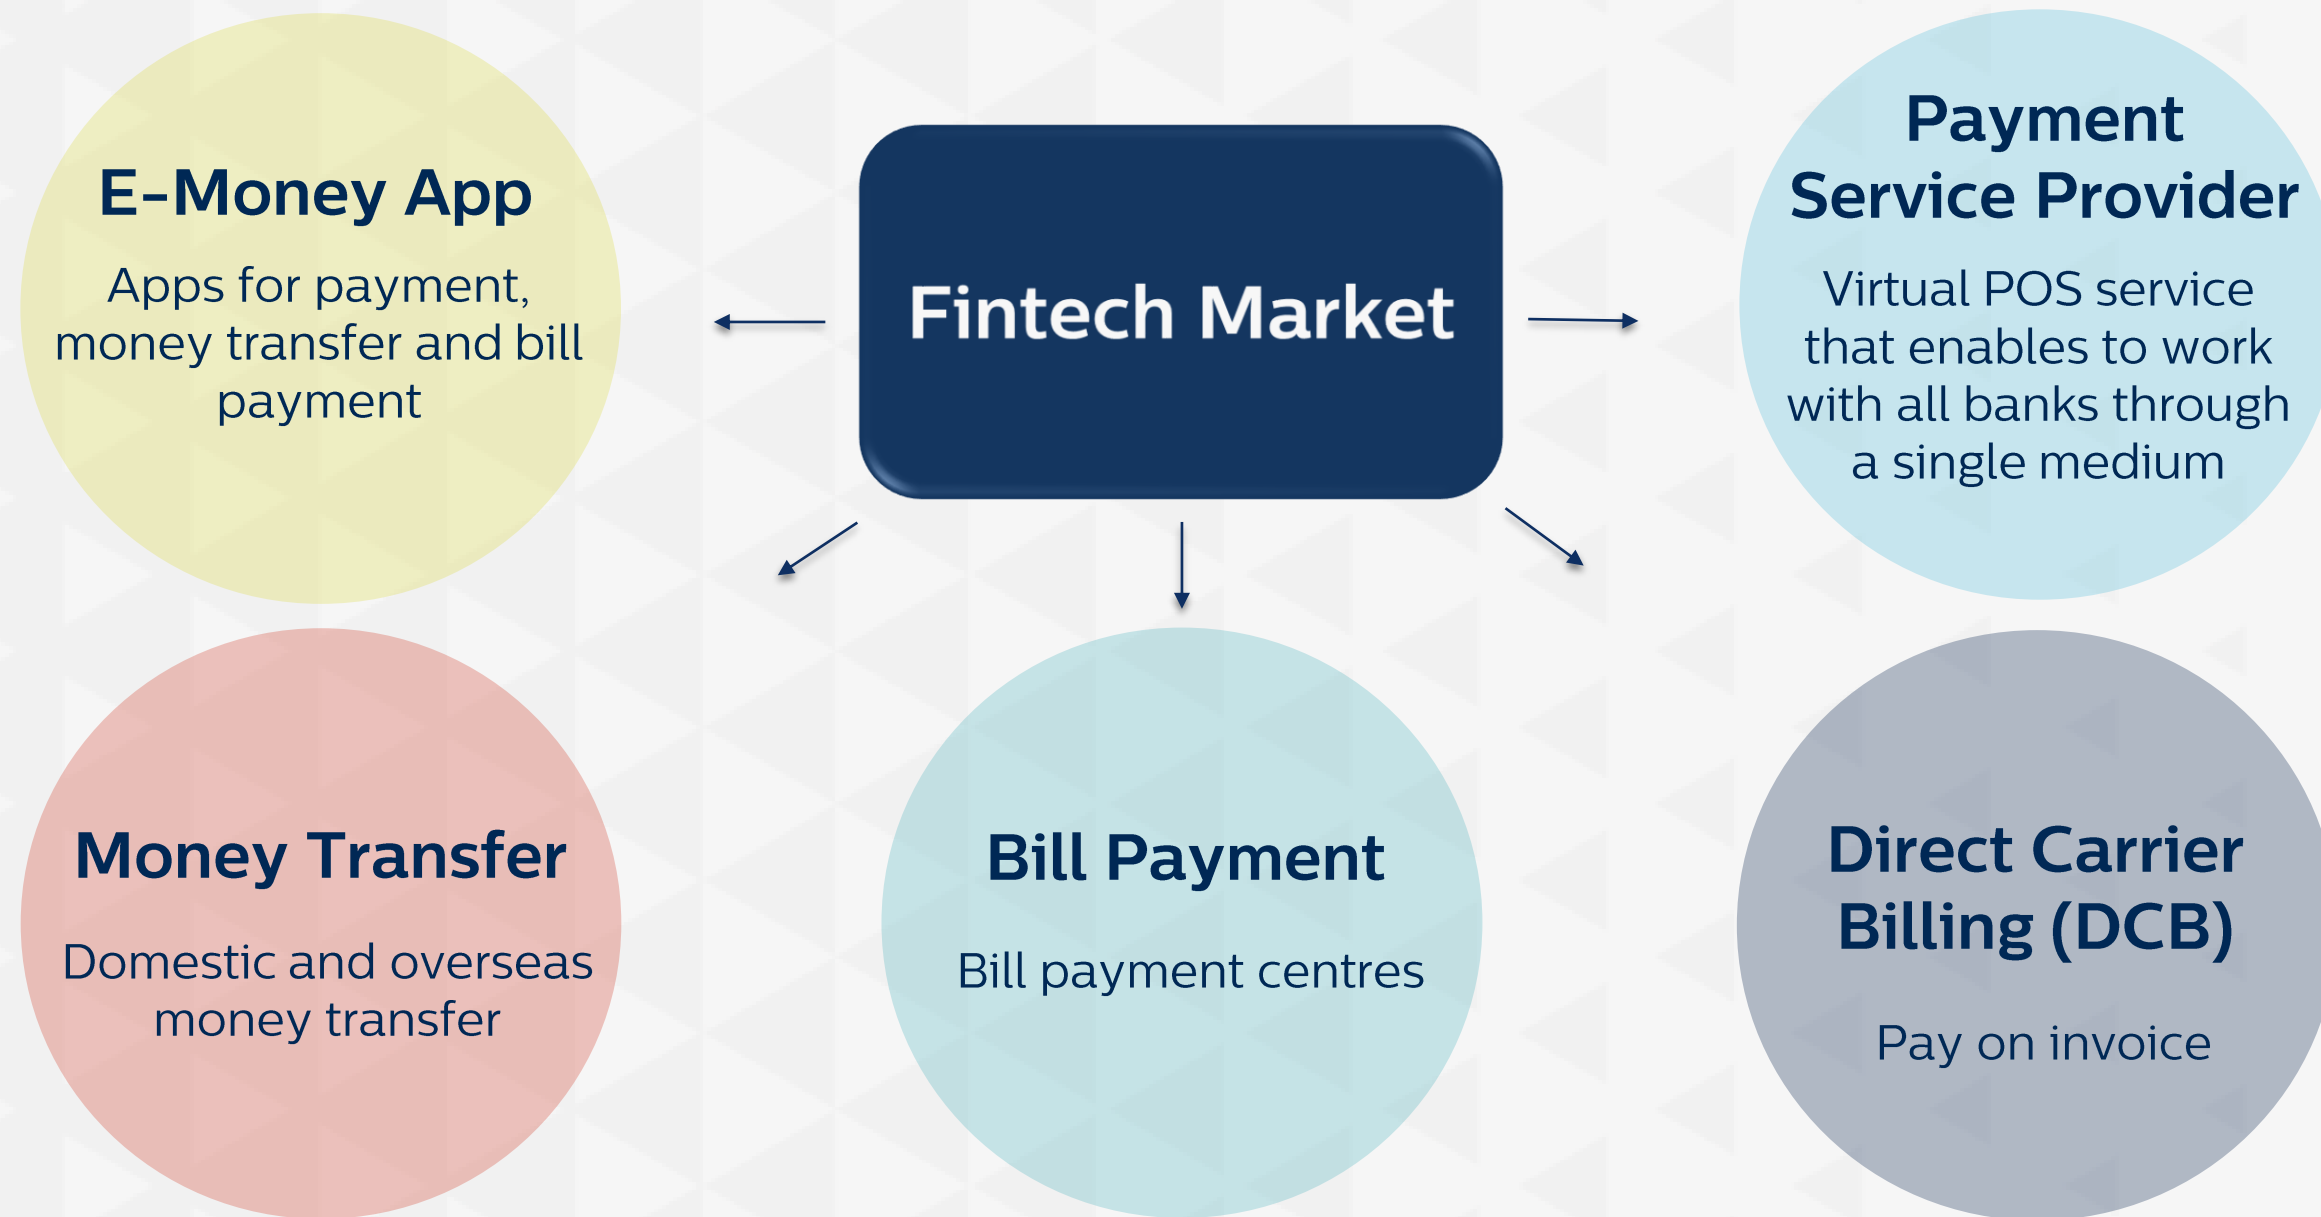 E-Money App
Apps for payment,
money transfer and bill
payment
Fintech Market
Payment
Service Provider
Virtual POS service
that enables to work
with all banks through
a single medium
Money Transfer
Domestic and overseas
money transfer
Bill Payment
Bill payment centres
Direct Carrier
Billing (DCB)
Pay on invoice